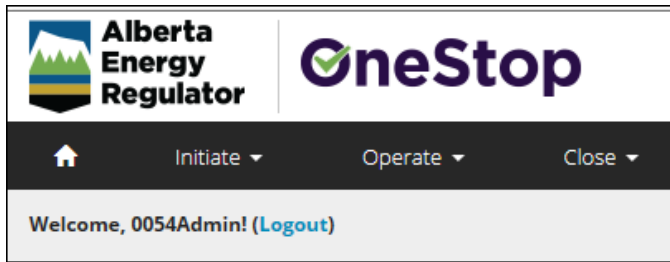 Alberta
Energy
Regulator
OneStop
Initiate
Operate
Close
Welcome, 0054Admin! (Logout)